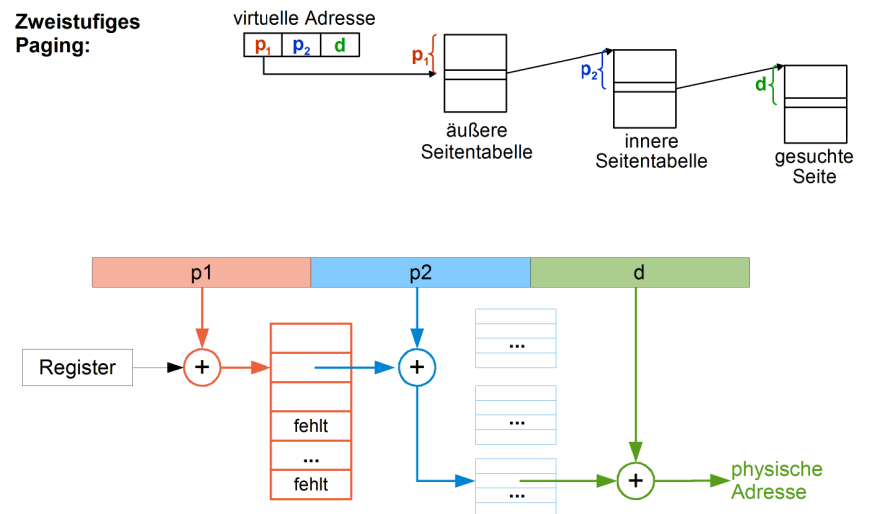 Zweistufiges
Paging:
virtuelle Adresse
p1 p2 d
p1
äußere
Seitentabelle
p2
innere
Seitentabelle
d
gesuchte
Seite
p1 p2 d
Register
+
+
...
fehlt
...
fehlt
...
...
+
physische
Adresse